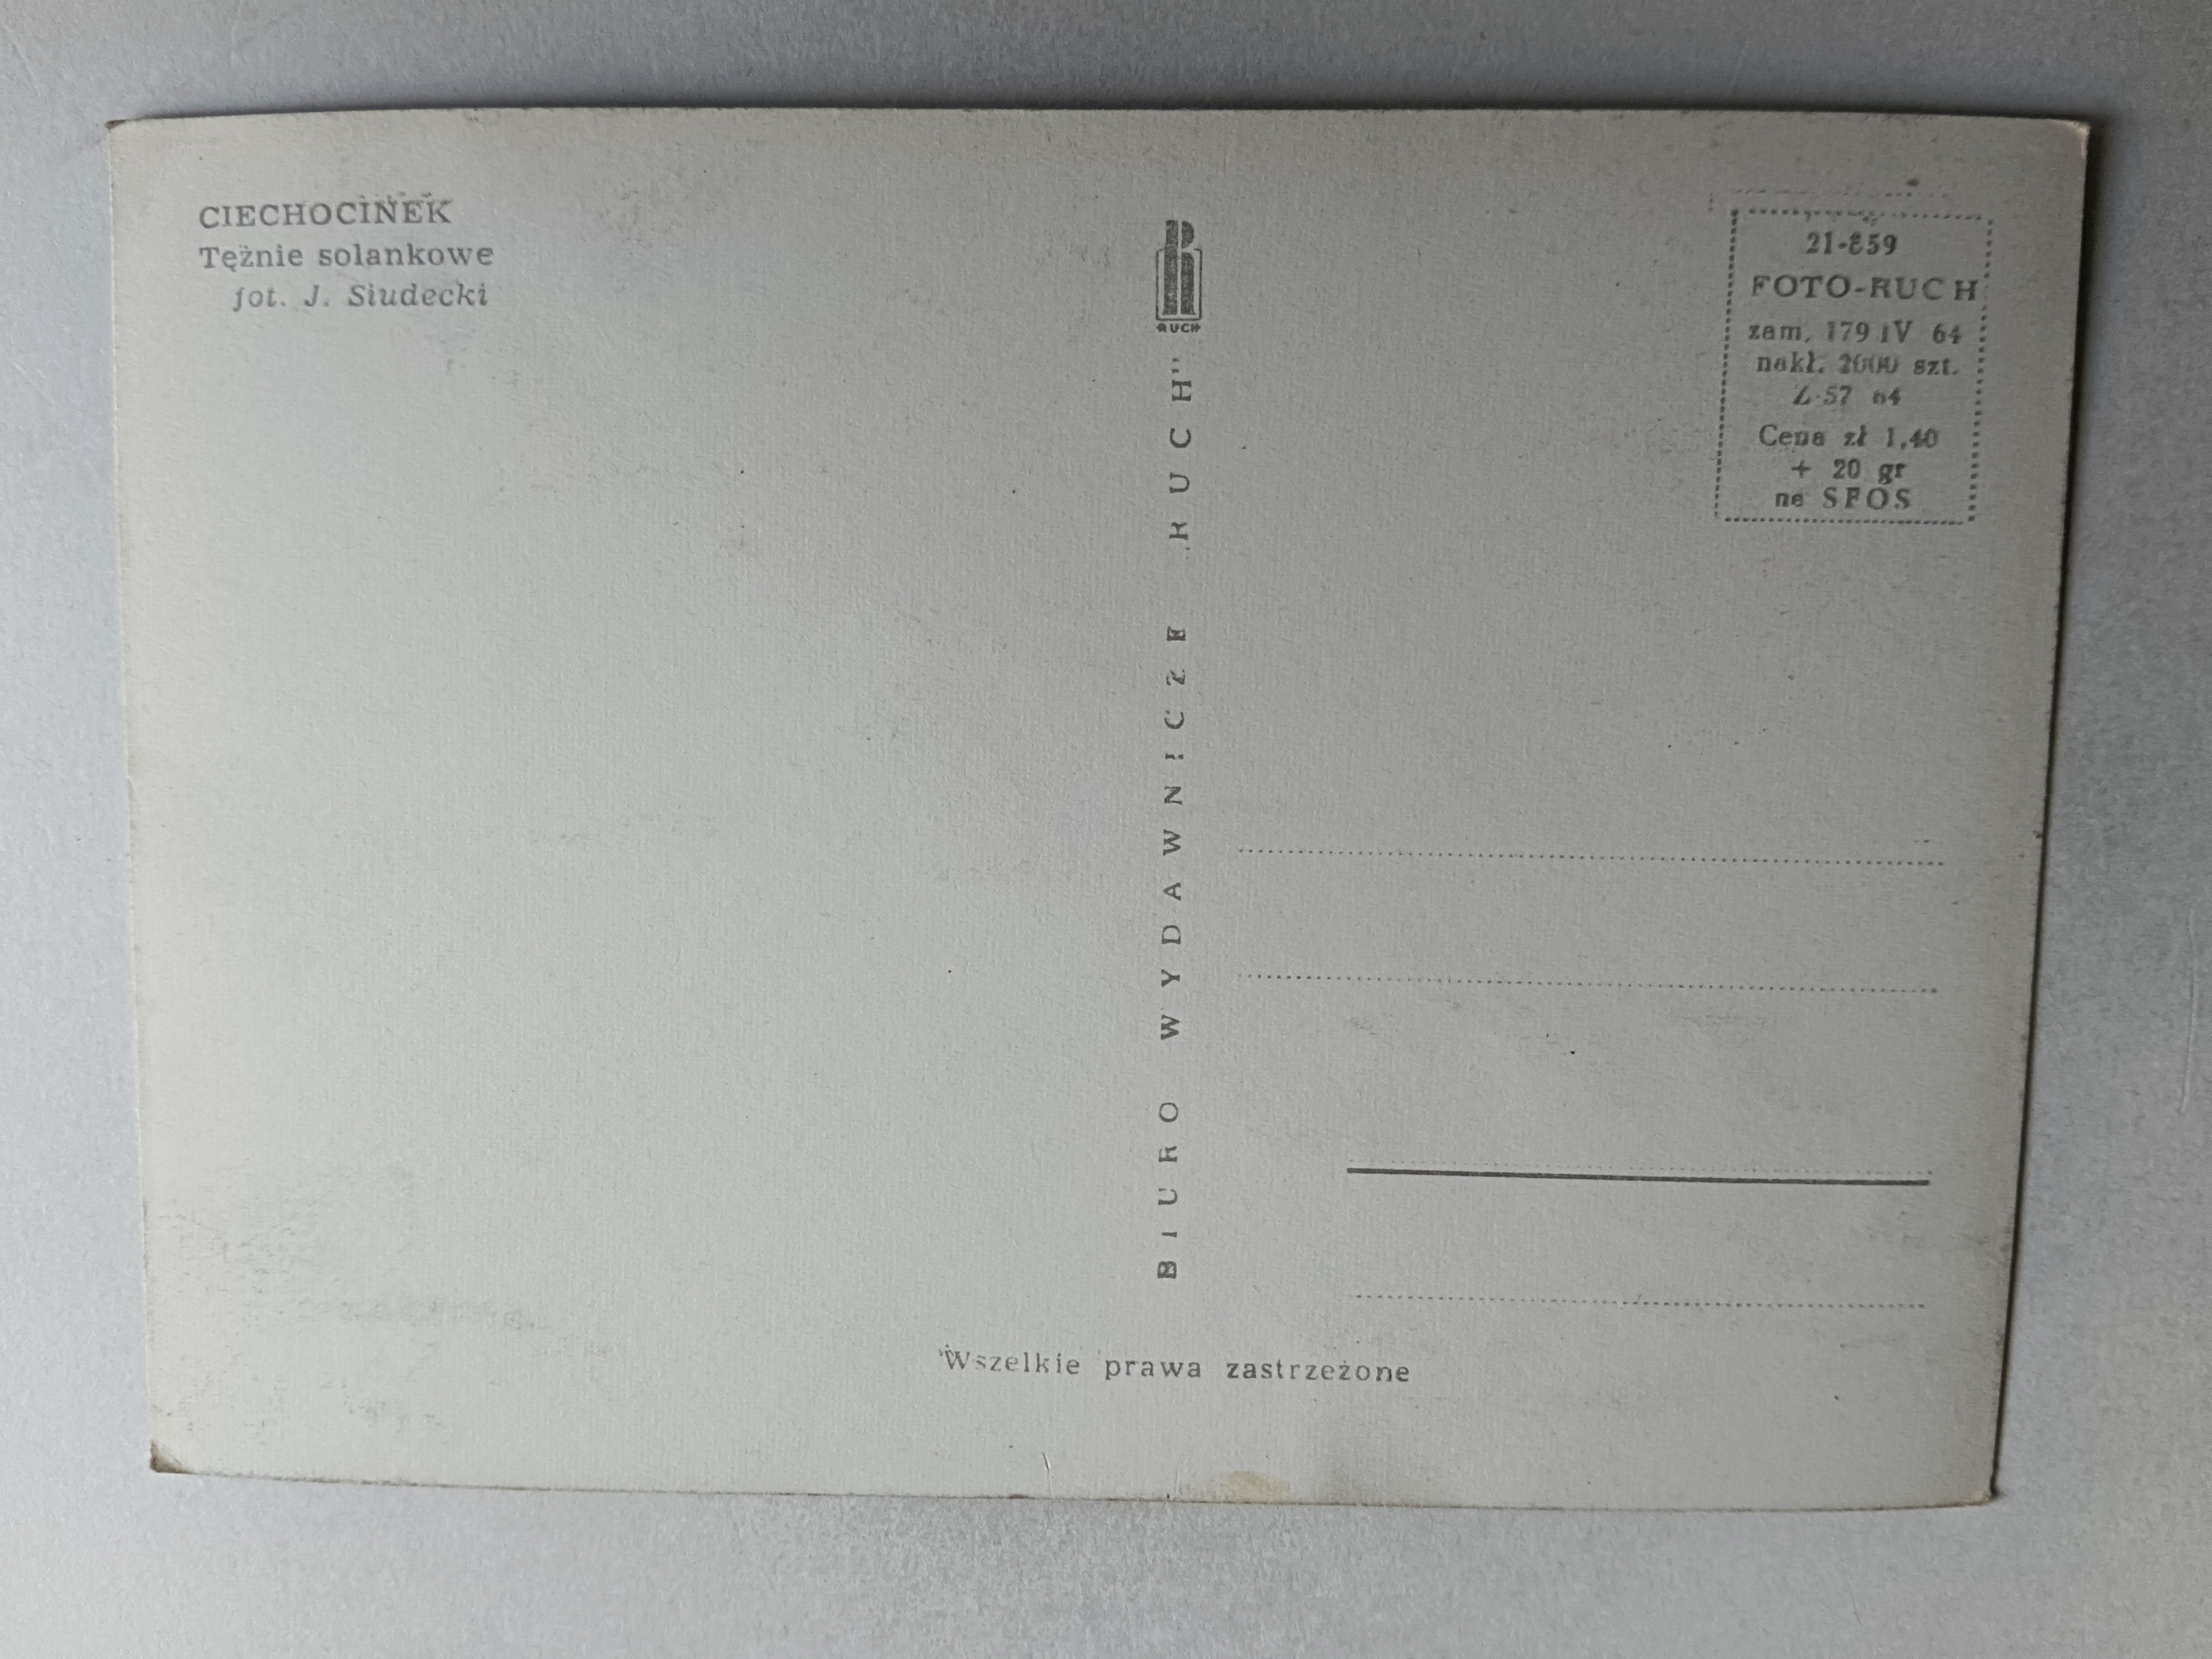 CIECHOCINEK
Tężnie solankowe
fot. J. Siudecki
RUCH
BIURO WYDAWNICZE „RUCH"
21-859
FOTO-RUCH
zam. 179 IV 64
nakł. 2000 szt.
Z-57 64
Cena zł 1,40
+ 20 gr
na SFOS
Wszelkie prawa zastrzeżone